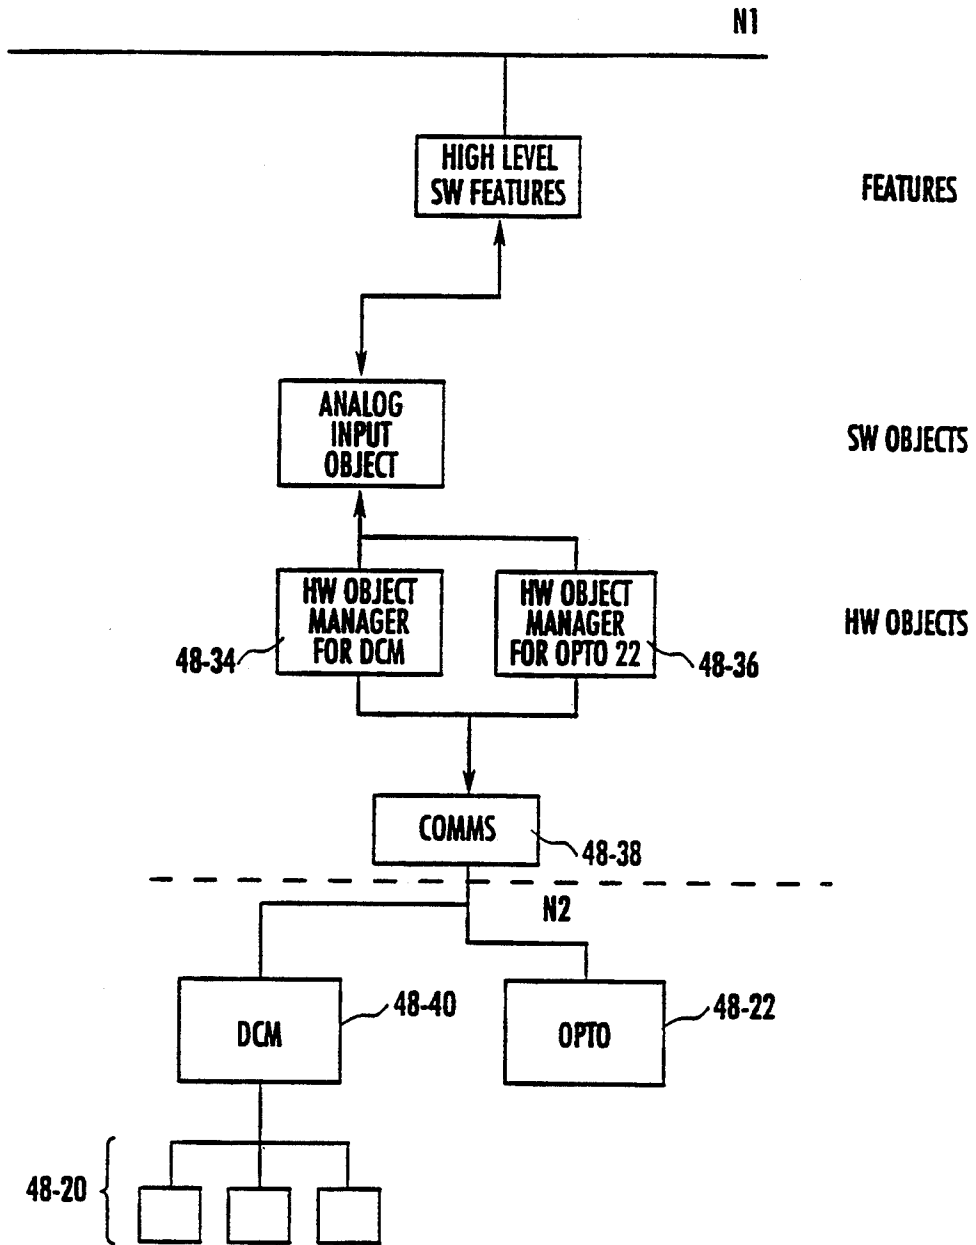 N1
HIGH LEVEL
SW FEATURES
FEATURES
ANALOG
INPUT
OBJECT
SW OBJECTS
HW OBJECT
MANAGER
FOR DCM
HW OBJECT
MANAGER
FOR OPTO 22
HW OBJECTS
48-34
48-36
COMMS
48-38
N2
DCM
48-40
OPTO
48-22
48-20